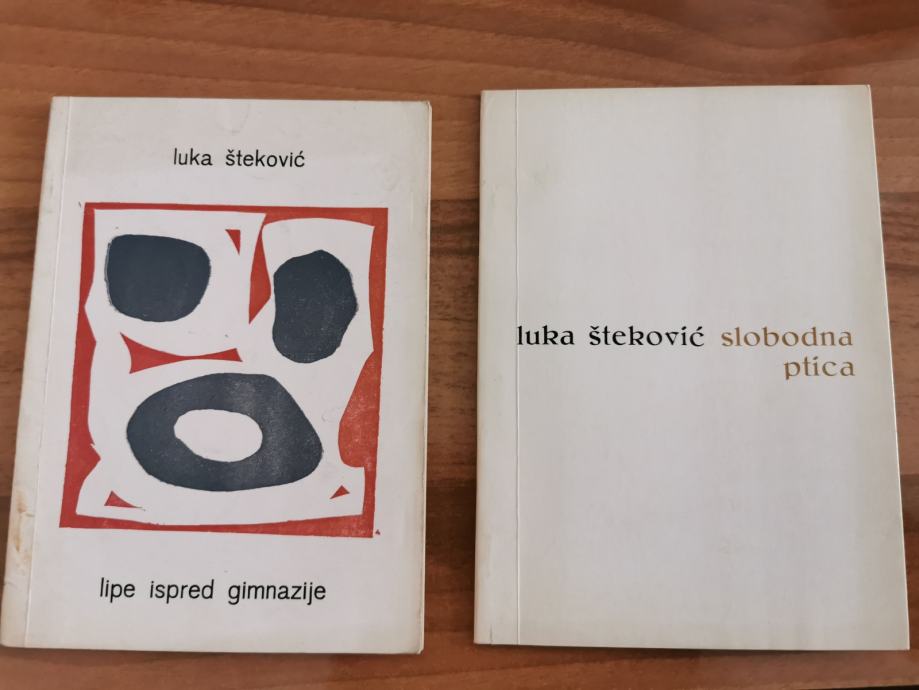 luka šteković
lipe ispred gimnazije
luka šteković slobodna
ptica